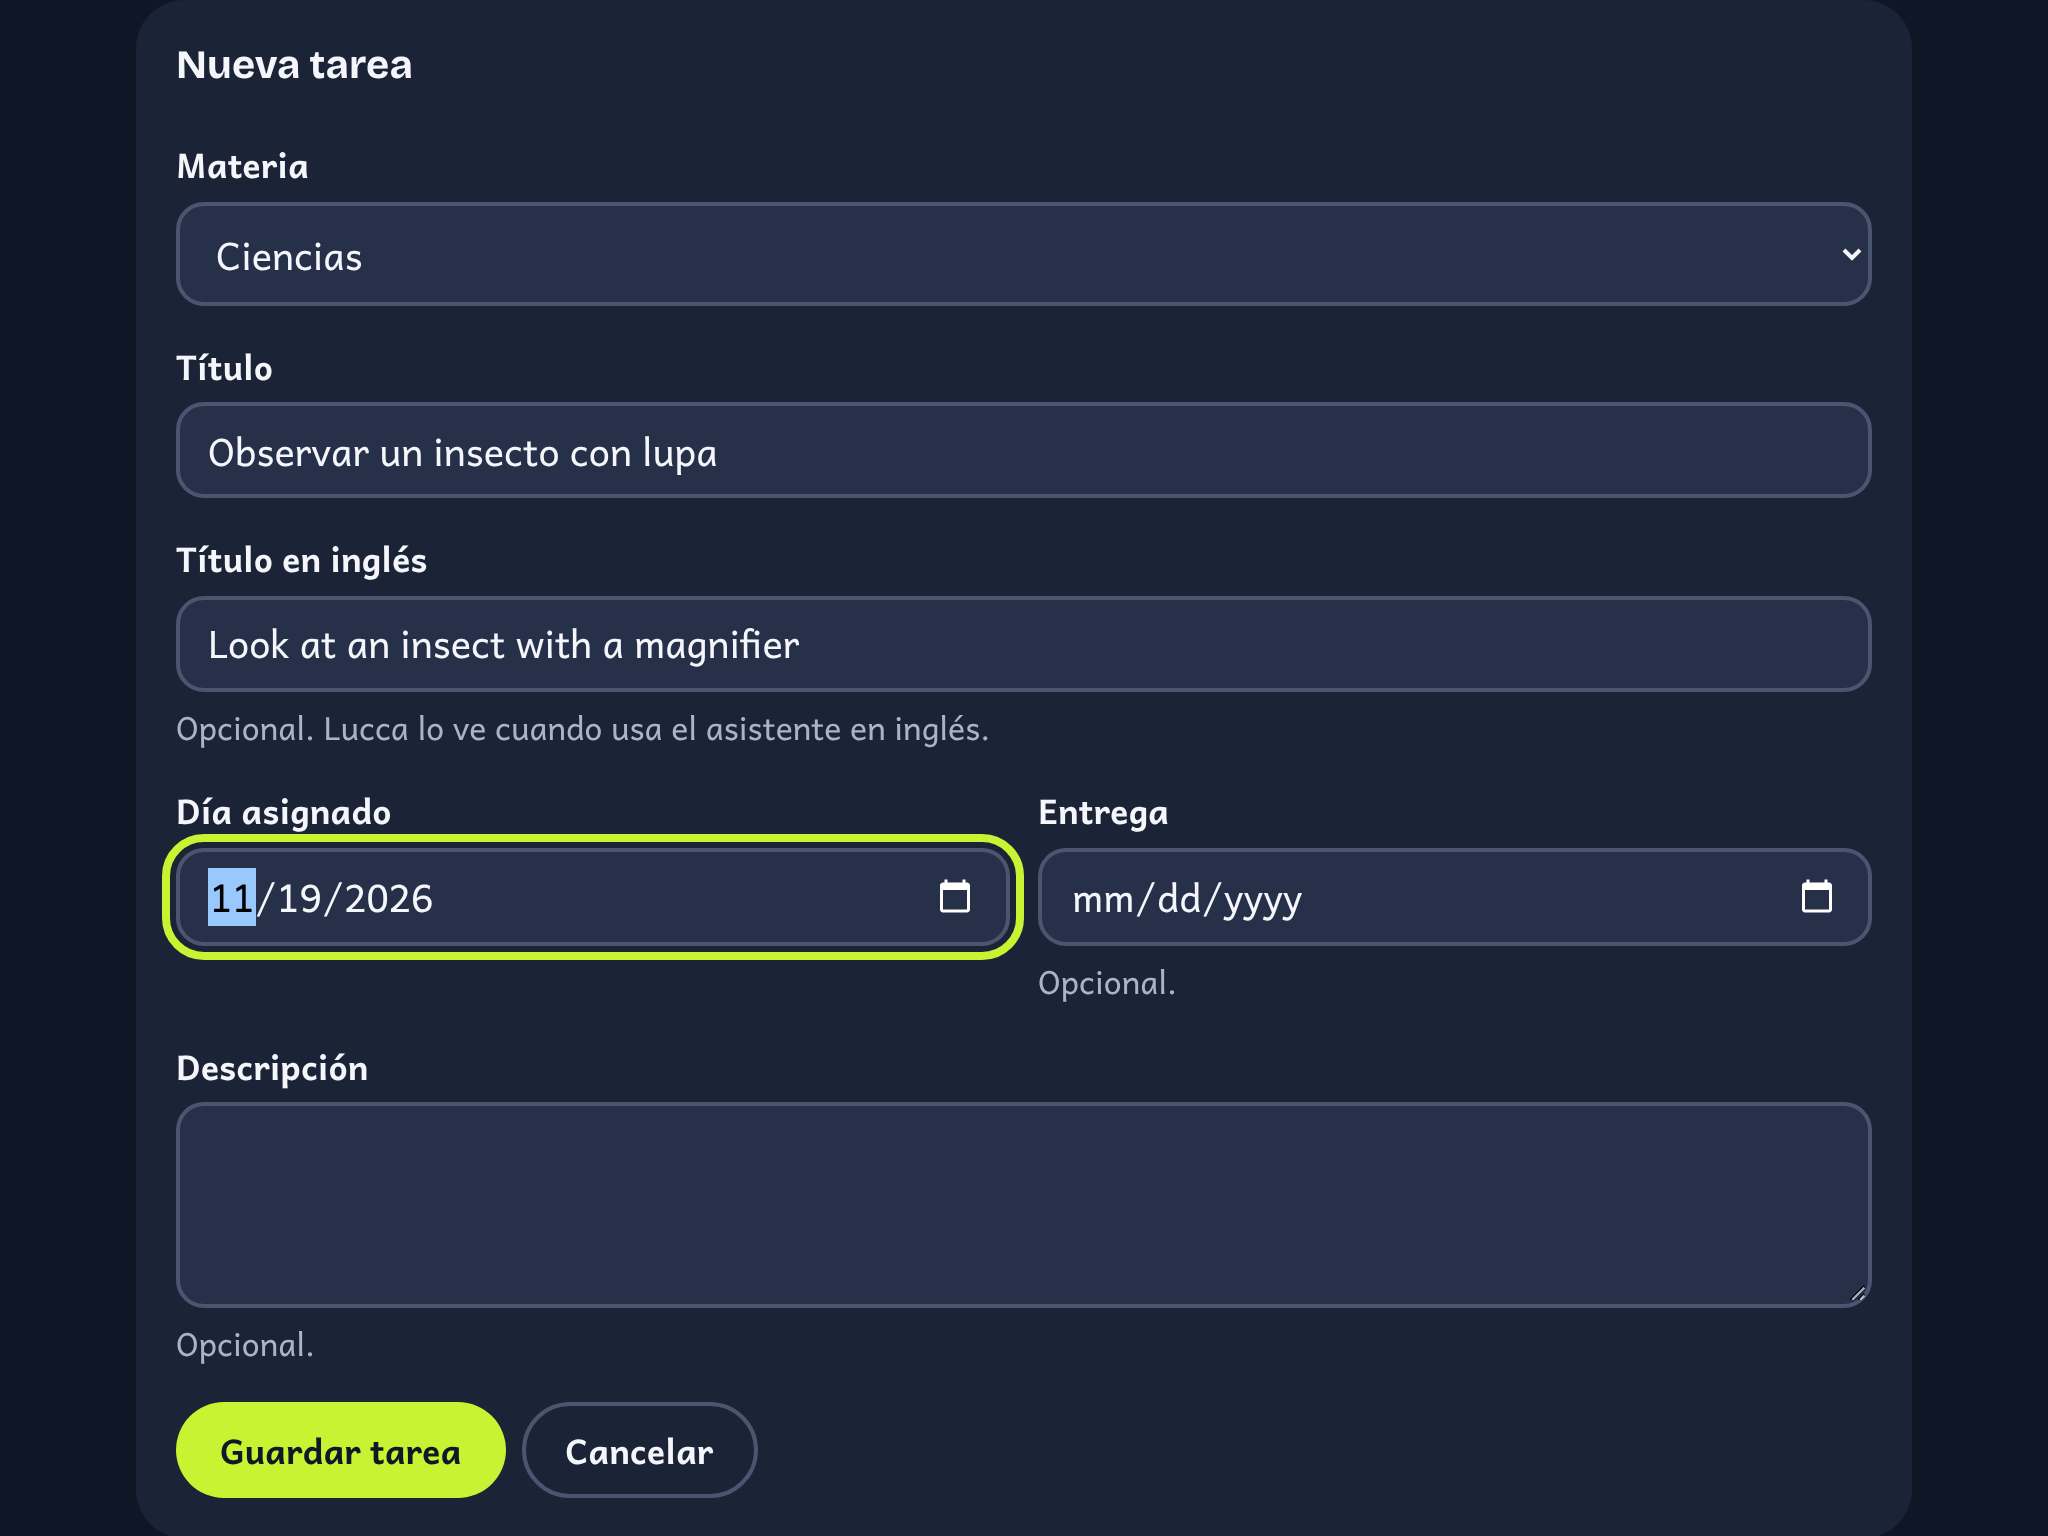 Nueva tarea
Materia
Ciencias
Título
Observar un insecto con lupa
Título en inglés
Look at an insect with a magnifier
Opcional. Lucca lo ve cuando usa el asistente en inglés.
Día asignado
11/19/2026
Entrega
mm/dd/yyyy
Opcional.
Descripción
Opcional.
Guardar tarea
Cancelar